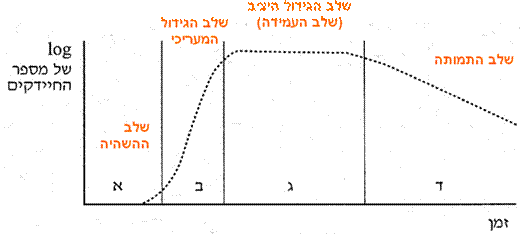 שלב הגידול היציב
(שלב העמידה)
שלב הגידול
המעריכי
שלב התמותה
log
של מספר
החיידקים
שלב
ההשהיה
א
ב
ג
ד
זמן